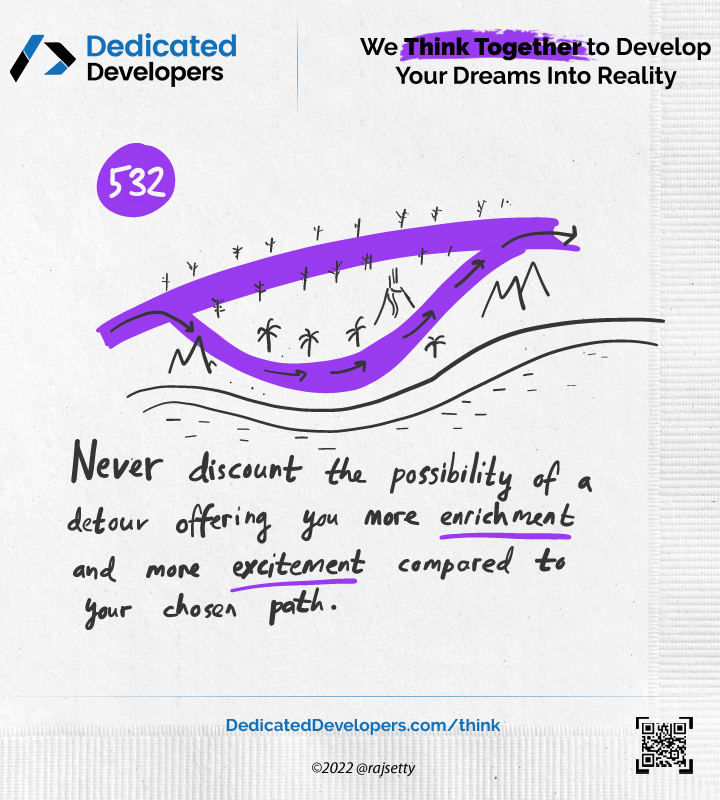 Dedicated
Developers
We Think Together to Develop
Your Dreams Into Reality
532
Never discount the possibility of a
detour offering you more enrichment
and more excitement compared to
your chosen path.
DedicatedDevelopers.com/think
©2022 @rajsetty